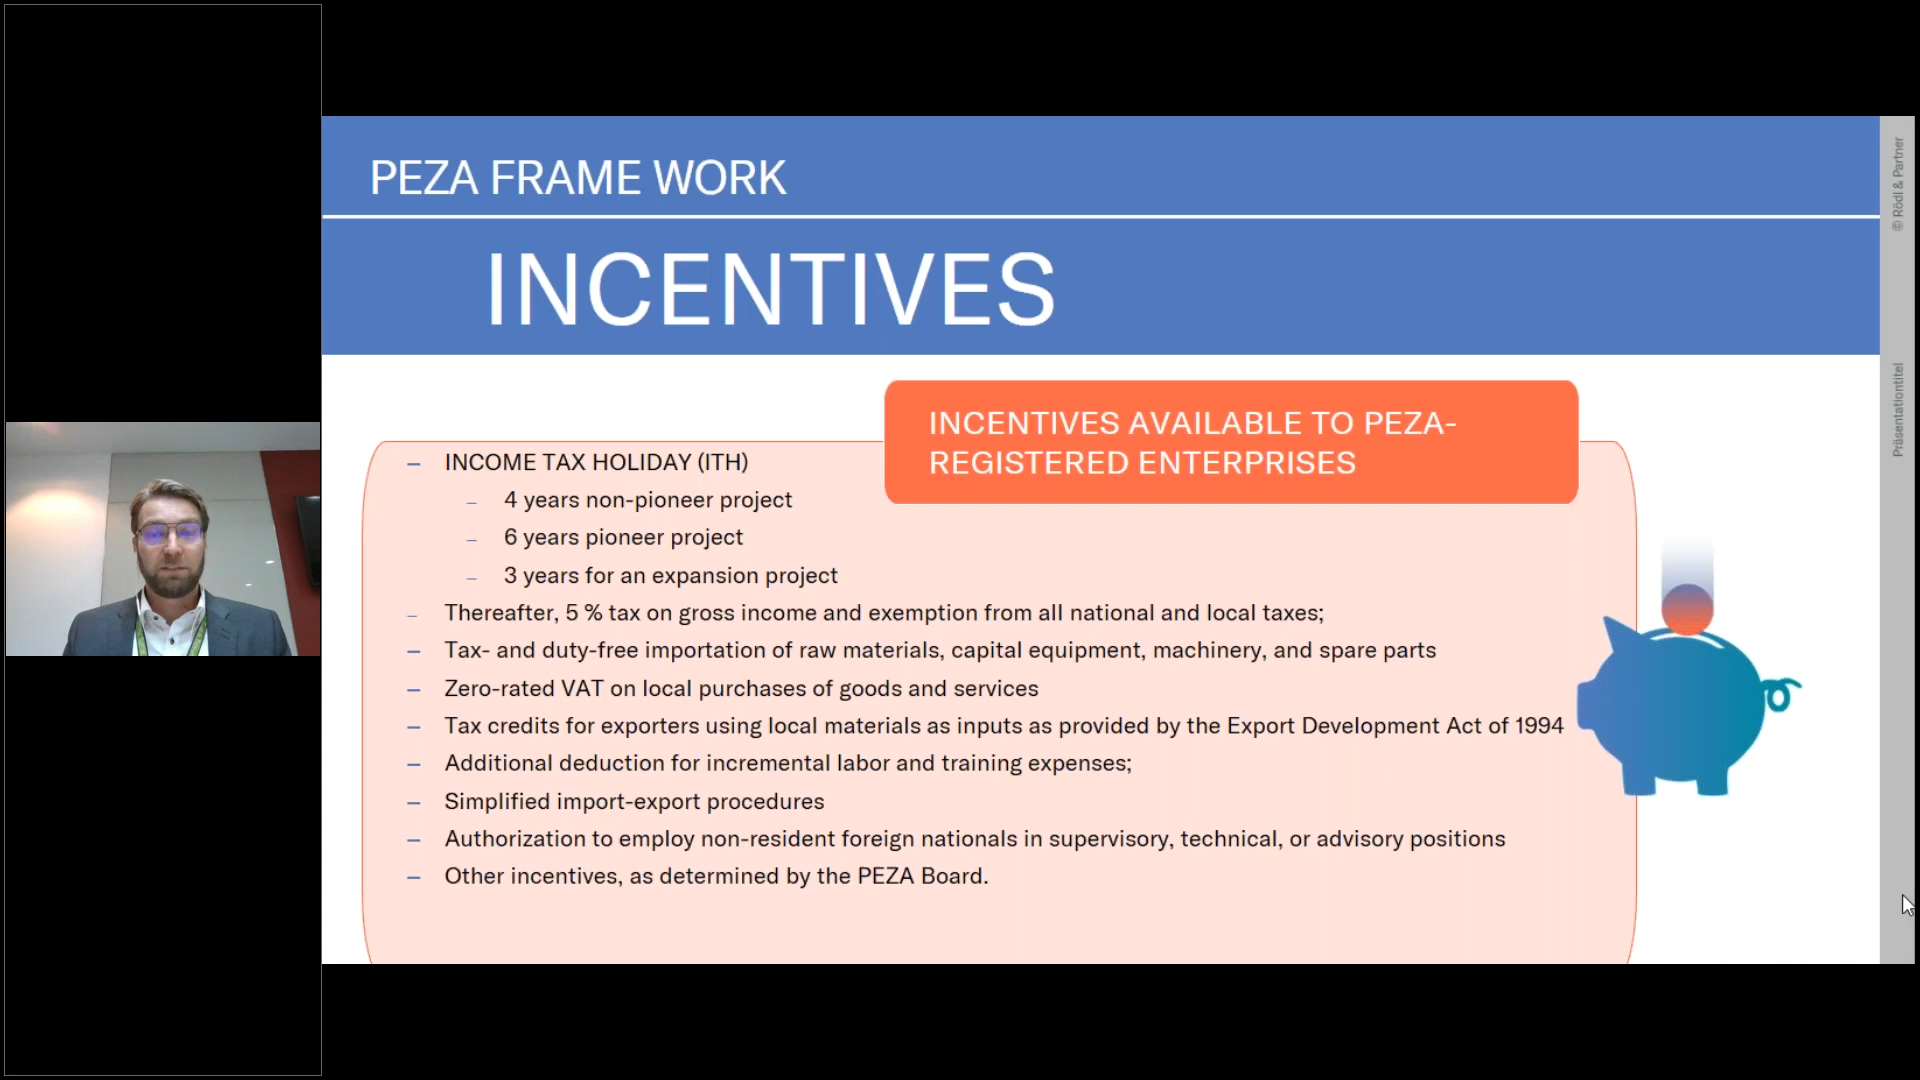 PEZA FRAME WORK
INCENTIVES
INCENTIVES AVAILABLE TO PEZA-
REGISTERED ENTERPRISES
– INCOME TAX HOLIDAY (ITH)
– 4 years non-pioneer project
– 6 years pioneer project
– 3 years for an expansion project
– Thereafter, 5 % tax on gross income and exemption from all national and local taxes;
– Tax- and duty-free importation of raw materials, capital equipment, machinery, and spare parts
– Zero-rated VAT on local purchases of goods and services
– Tax credits for exporters using local materials as inputs as provided by the Export Development Act of 1994
– Additional deduction for incremental labor and training expenses;
– Simplified import-export procedures
– Authorization to employ non-resident foreign nationals in supervisory, technical, or advisory positions
– Other incentives, as determined by the PEZA Board.
© Rödl & Partner
Präsentationtitel